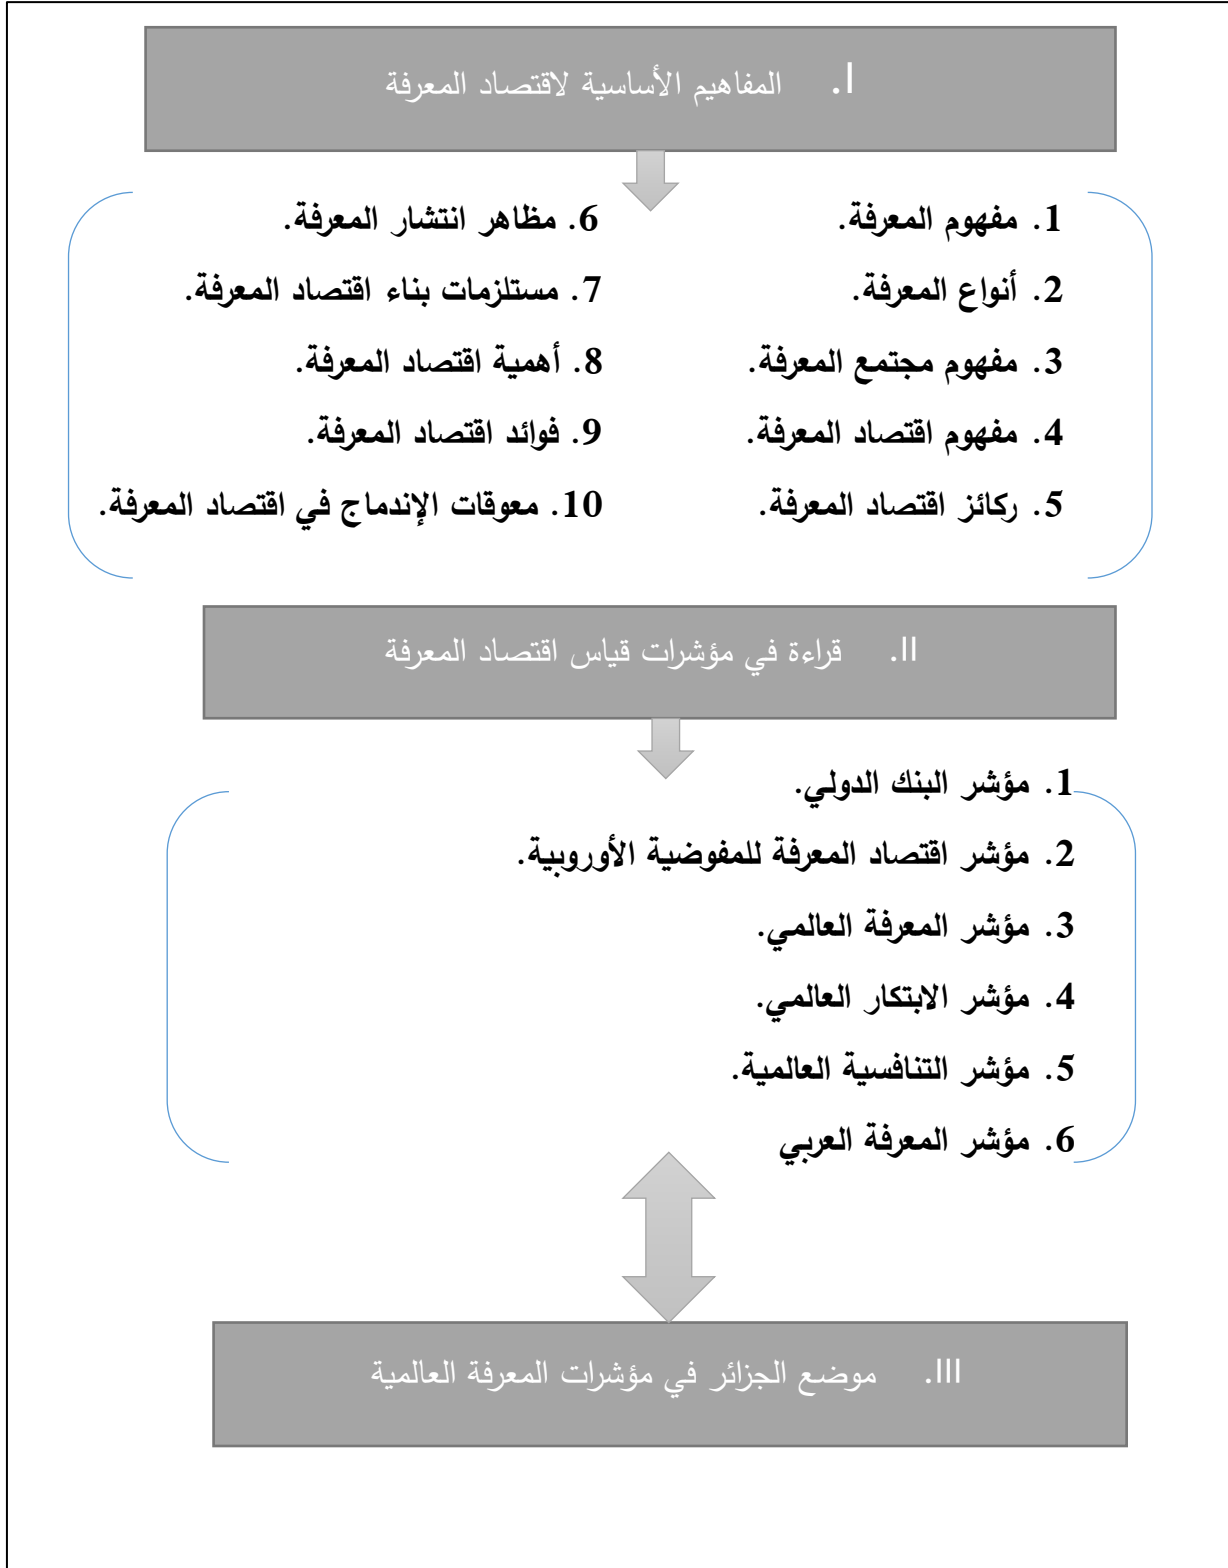 I. المفاهيم الأساسية لاقتصاد المعرفة
1. مفهوم المعرفة.
2. أنواع المعرفة.
3. مفهوم مجتمع المعرفة.
4. مفهوم اقتصاد المعرفة.
5. ركائز اقتصاد المعرفة.
6. مظاهر انتشار المعرفة.
7. مستلزمات بناء اقتصاد المعرفة.
8. أهمية اقتصاد المعرفة.
9. فوائد اقتصاد المعرفة.
10. معوقات الإندماج في اقتصاد المعرفة.
II. قراءة في مؤشرات قياس اقتصاد المعرفة
1. مؤشر البنك الدولي.
2. مؤشر اقتصاد المعرفة للمفوضية الأوروبية.
3. مؤشر المعرفة العالمي.
4. مؤشر الابتكار العالمي.
5. مؤشر التنافسية العالمية.
6. مؤشر المعرفة العربي
III. موضع الجزائر في مؤشرات المعرفة العالمية